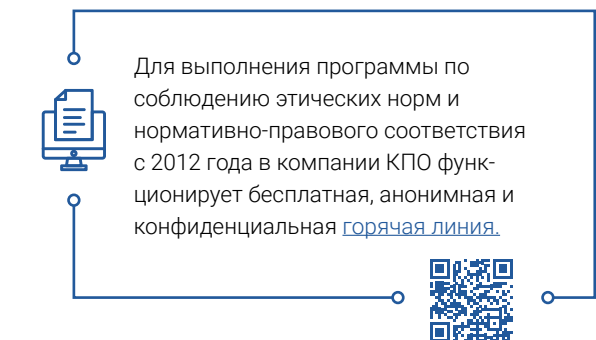 Для выполнения программы по
соблюдению этических норм и
нормативно-правового соответствия
с 2012 года в компании КПО функ-
ционирует бесплатная, анонимная и
конфиденциальная горячая линия.